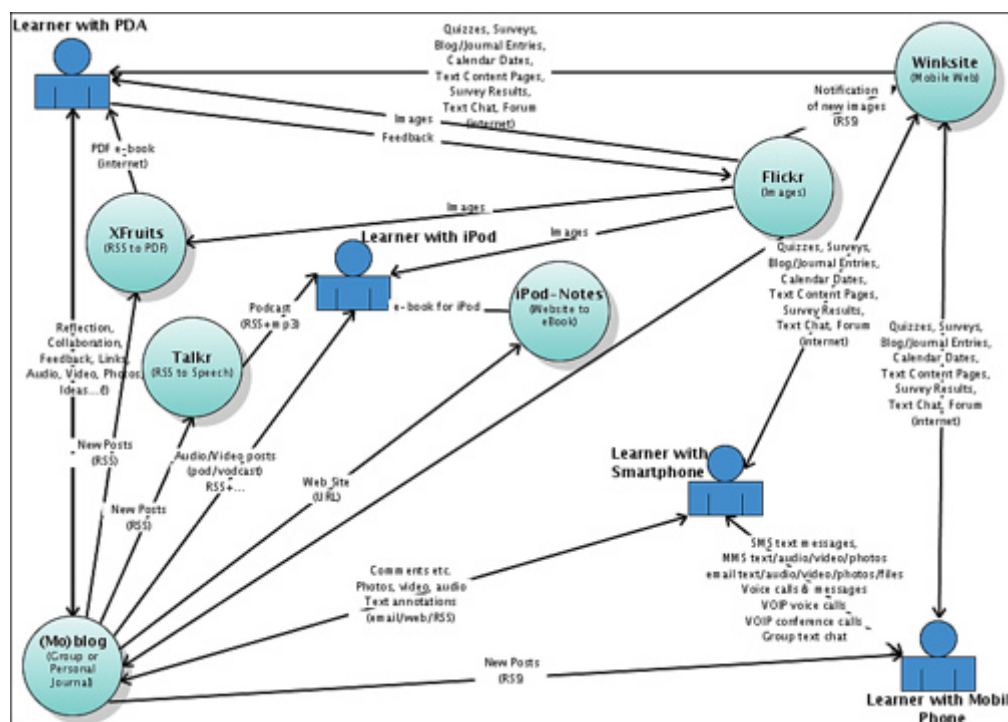 Learner with PDA
Quizzes, Surveys,
Blog/Journal Entries,
Calendar Dates,
Text Content Pages,
Survey Results,
Text Chat, Forum
(internet)
Winksite
(Mobile Web)
Notification
of new images
(RSS)
Images
Feedback
PDF e-book
(internet)
Flickr
(Images)
XFruits
(RSS to PDF)
Images
Learner with iPod
Images
Quizzes, Surveys,
Blog/Journal Entries,
Calendar Dates,
Text Content Pages,
Survey Results,
Text Chat, Forum
(internet)
iPod-Notes
(Website to
eBook)
e-book for iPod
Podcast
(RSS+mp3)
Talkr
(RSS to Speech)
Reflection,
Collaboration,
Feedback, Links,
Audio, Video, Photos,
Ideas...(!)
Quizzes, Surveys,
Blog/Journal Entries,
Calendar Dates,
Text Content Pages,
Survey Results,
Text Chat, Forum
(internet)
New Posts
(RSS)
Audio/Video posts
(pod/vodcast)
RSS+...
Web Site
(URL)
Learner with
Smartphone
New Posts
(RSS)
SMS text messages,
MMS text/audio/video/photos
email text/audio/video/photos/files
Voice calls & messages
VOIP voice calls
VOIP conference calls
Group text chat
Comments etc.
Photos, video, audio
Text annotations
(email/web/RSS)
(Mo)blog
(Group or
Personal
Journal)
New Posts
(RSS)
Learner with Mobil
Phone